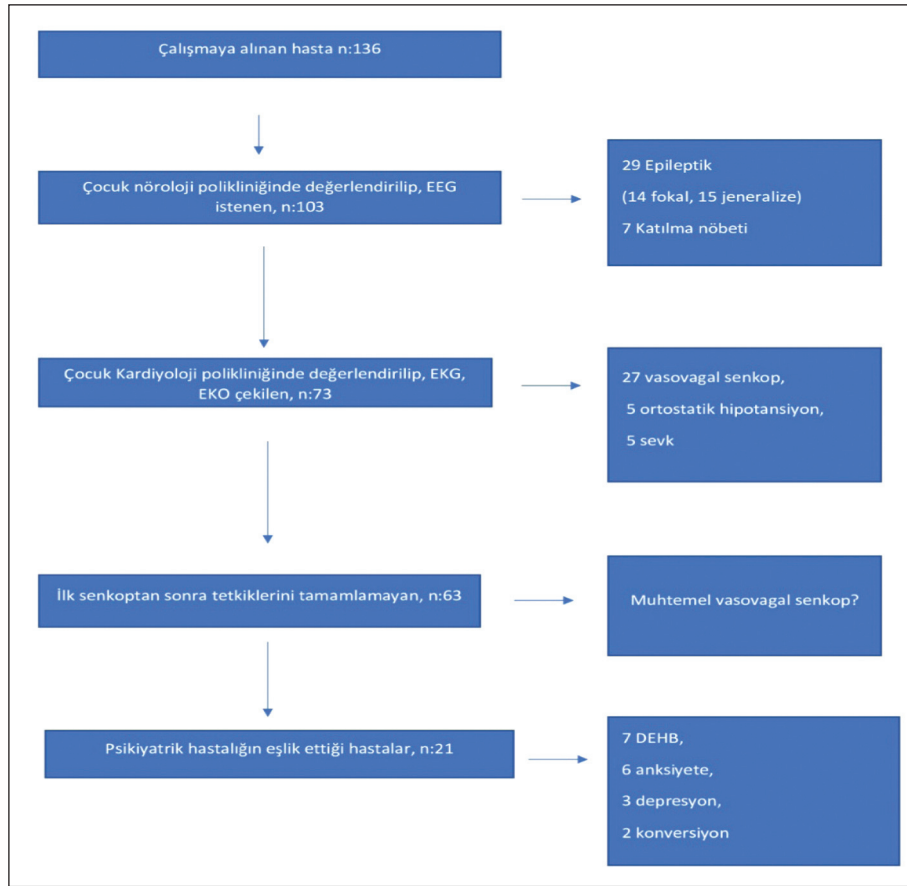 Çalışmaya alınan hasta n:136
Çocuk nöroloji polikliniğinde değerlendirilip, EEG
istenen, n:103
29 Epileptik
(14 fokal, 15 jeneralize)
7 Katılma nöbeti
Çocuk Kardiyoloji polikliniğinde değerlendirilip, EKG,
EKO çekilen, n:73
27 vasovagal senkop,
5 ortostatik hipotansiyon,
5 sevk
İlk senkoptan sonra tetkiklerini tamamlamayan, n:63
Muhtemel vasovagal senkop?
Psikiyatrik hastalığın eşlik ettiği hastalar, n:21
7 DEHB,
6 anksiyete,
3 depresyon,
2 konversiyon